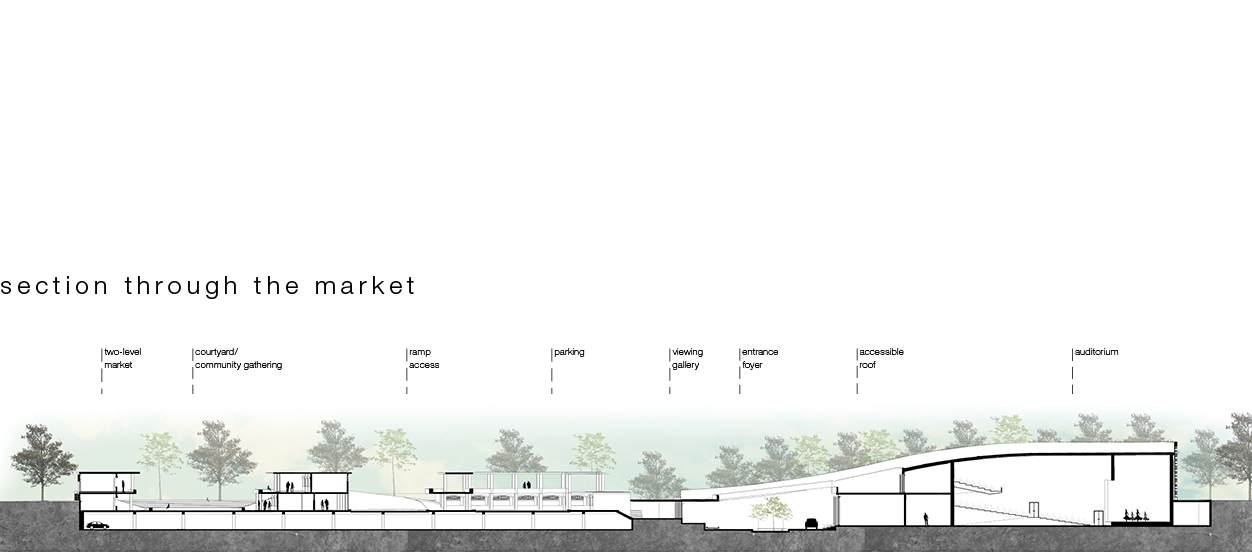 section through the market
two-level
market
courtyard/
community gathering
ramp
access
parking
viewing
gallery
entrance
foyer
accessible
roof
auditorium